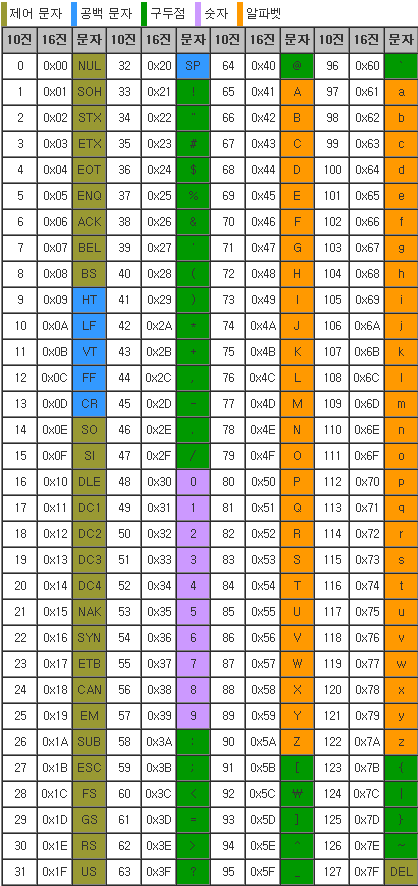 제어 문자 공백 문자 구두점 숫자 알파벳
10진 16진 문자 10진 16진 문자 10진 16진 문자 10진 16진 문자
0 0x00 NUL 32 0x20 SP 64 0x40 @ 96 0x60 `
1 0x01 SOH 33 0x21 ! 65 0x41 A 97 0x61 a
2 0x02 STX 34 0x22 " 66 0x42 B 98 0x62 b
3 0x03 ETX 35 0x23 # 67 0x43 C 99 0x63 c
4 0x04 EOT 36 0x24 $ 68 0x44 D 100 0x64 d
5 0x05 ENQ 37 0x25 % 69 0x45 E 101 0x65 e
6 0x06 ACK 38 0x26 & 70 0x46 F 102 0x66 f
7 0x07 BEL 39 0x27 ' 71 0x47 G 103 0x67 g
8 0x08 BS 40 0x28 ( 72 0x48 H 104 0x68 h
9 0x09 HT 41 0x29 ) 73 0x49 I 105 0x69 i
10 0x0A LF 42 0x2A * 74 0x4A J 106 0x6A j
11 0x0B VT 43 0x2B + 75 0x4B K 107 0x6B k
12 0x0C FF 44 0x2C , 76 0x4C L 108 0x6C l
13 0x0D CR 45 0x2D - 77 0x4D M 109 0x6D m
14 0x0E SO 46 0x2E . 78 0x4E N 110 0x6E n
15 0x0F SI 47 0x2F / 79 0x4F O 111 0x6F o
16 0x10 DLE 48 0x30 0 80 0x50 P 112 0x70 p
17 0x11 DC1 49 0x31 1 81 0x51 Q 113 0x71 q
18 0x12 DC2 50 0x32 2 82 0x52 R 114 0x72 r
19 0x13 DC3 51 0x33 3 83 0x53 S 115 0x73 s
20 0x14 DC4 52 0x34 4 84 0x54 T 116 0x74 t
21 0x15 NAK 53 0x35 5 85 0x55 U 117 0x75 u
22 0x16 SYN 54 0x36 6 86 0x56 V 118 0x76 v
23 0x17 ETB 55 0x37 7 87 0x57 W 119 0x77 w
24 0x18 CAN 56 0x38 8 88 0x58 X 120 0x78 x
25 0x19 EM 57 0x39 9 89 0x59 Y 121 0x79 y
26 0x1A SUB 58 0x3A : 90 0x5A Z 122 0x7A z
27 0x1B ESC 59 0x3B ; 91 0x5B [ 123 0x7B {
28 0x1C FS 60 0x3C < 92 0x5C ₩ 124 0x7C |
29 0x1D GS 61 0x3D = 93 0x5D ] 125 0x7D }
30 0x1E RS 62 0x3E > 94 0x5E ^ 126 0x7E ~
31 0x1F US 63 0x3F ? 95 0x5F _ 127 0x7F DEL